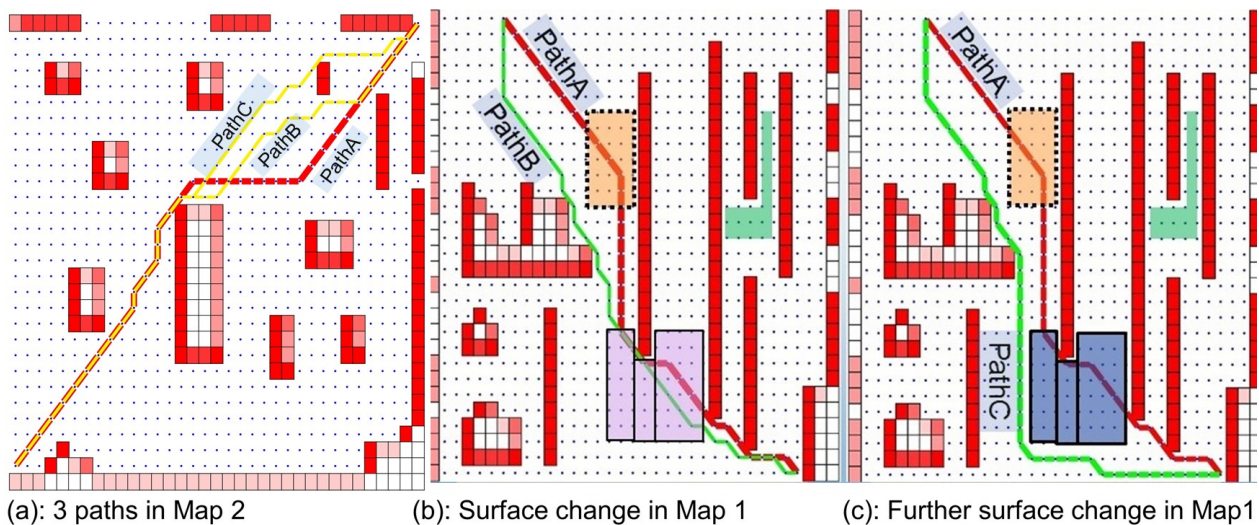 PathC
PathB
PathA
PathA
PathB
PathA
PathC
(a): 3 paths in Map 2
(b): Surface change in Map 1
(c): Further surface change in Map1